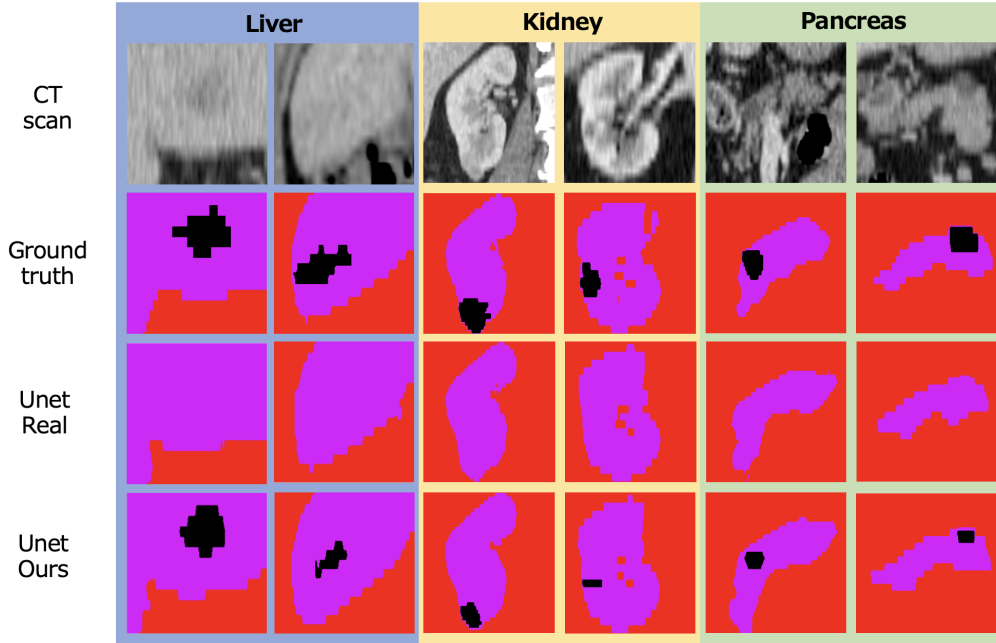 Liver Kidney Pancreas
CT
scan
Ground
truth
Unet
Real
Unet
Ours